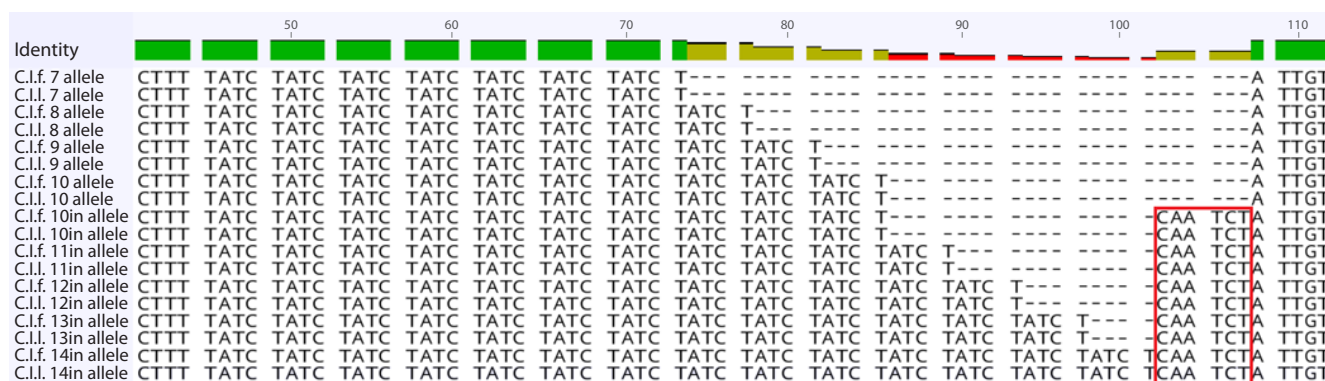 50 60 70 80 90 100 110
Identity
C.l.f. 7 allele CTTT TATC TATC TATC TATC TATC TATC TATC T--- ---- ---- ---- ---- ---- ---- ---- ---A TTGT
C.l.l. 7 allele CTTT TATC TATC TATC TATC TATC TATC TATC T--- ---- ---- ---- ---- ---- ---- ---- ---A TTGT
C.l.f. 8 allele CTTT TATC TATC TATC TATC TATC TATC TATC TATC T--- ---- ---- ---- ---- ---- ---- ---A TTGT
C.l.l. 8 allele CTTT TATC TATC TATC TATC TATC TATC TATC TATC T--- ---- ---- ---- ---- ---- ---- ---A TTGT
C.l.f. 9 allele CTTT TATC TATC TATC TATC TATC TATC TATC TATC TATC T--- ---- ---- ---- ---- ---- ---A TTGT
C.l.l. 9 allele CTTT TATC TATC TATC TATC TATC TATC TATC TATC TATC T--- ---- ---- ---- ---- ---- ---A TTGT
C.l.f. 10 allele CTTT TATC TATC TATC TATC TATC TATC TATC TATC TATC TATC T--- ---- ---- ---- ---- ---A TTGT
C.l.l. 10 allele CTTT TATC TATC TATC TATC TATC TATC TATC TATC TATC TATC T--- ---- ---- ---- ---- ---A TTGT
C.l.f. 10in allele CTTT TATC TATC TATC TATC TATC TATC TATC TATC TATC TATC T--- ---- ---- ---- -CAA TCTA TTGT
C.l.l. 10in allele CTTT TATC TATC TATC TATC TATC TATC TATC TATC TATC TATC T--- ---- ---- ---- -CAA TCTA TTGT
C.l.f. 11in allele CTTT TATC TATC TATC TATC TATC TATC TATC TATC TATC TATC TATC T--- ---- ---- -CAA TCTA TTGT
C.l.l. 11in allele CTTT TATC TATC TATC TATC TATC TATC TATC TATC TATC TATC TATC T--- ---- ---- -CAA TCTA TTGT
C.l.f. 12in allele CTTT TATC TATC TATC TATC TATC TATC TATC TATC TATC TATC TATC TATC T--- ---- -CAA TCTA TTGT
C.l.l. 12in allele CTTT TATC TATC TATC TATC TATC TATC TATC TATC TATC TATC TATC TATC T--- ---- -CAA TCTA TTGT
C.l.f. 13in allele CTTT TATC TATC TATC TATC TATC TATC TATC TATC TATC TATC TATC TATC TATC T--- -CAA TCTA TTGT
C.l.l. 13in allele CTTT TATC TATC TATC TATC TATC TATC TATC TATC TATC TATC TATC TATC TATC T--- -CAA TCTA TTGT
C.l.f. 14in allele CTTT TATC TATC TATC TATC TATC TATC TATC TATC TATC TATC TATC TATC TATC TATC TCAA TCTA TTGT
C.l.l. 14in allele CTTT TATC TATC TATC TATC TATC TATC TATC TATC TATC TATC TATC TATC TATC TATC TCAA TCTA TTGT